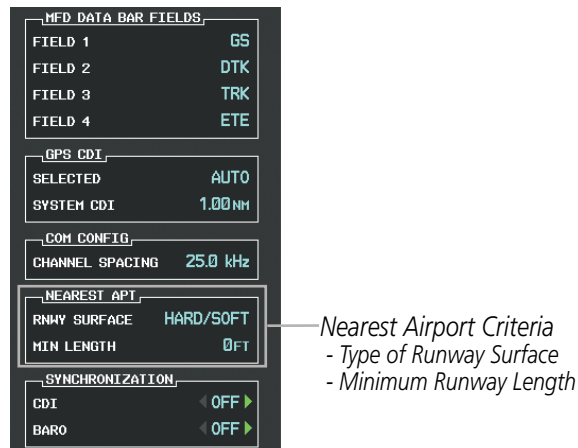 MFD DATA BAR FIELDS
FIELD 1 GS
FIELD 2 DTK
FIELD 3 TRK
FIELD 4 ETE
GPS CDI
SELECTED AUTO
SYSTEM CDI 1.00NM
COM CONFIG
CHANNEL SPACING 25.0 kHz
NEAREST APT
RNWY SURFACE HARD/SOFT
MIN LENGTH 0FT
Nearest Airport Criteria
- Type of Runway Surface
- Minimum Runway Length
SYNCHRONIZATION
CDI OFF
BARO OFF